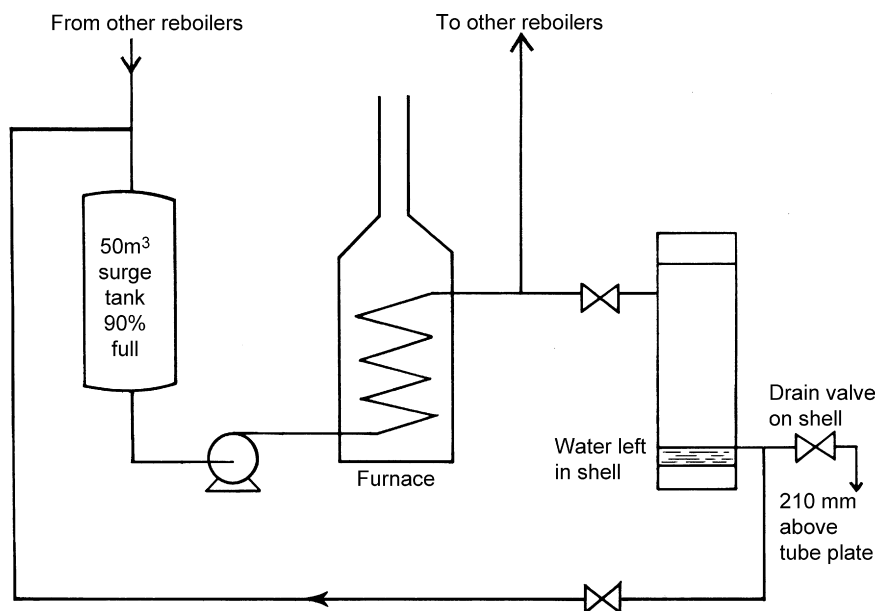 From other reboilers
To other reboilers
50m³
surge
tank
90%
full
Furnace
Water left
in shell
Drain valve
on shell
210 mm
above
tube plate